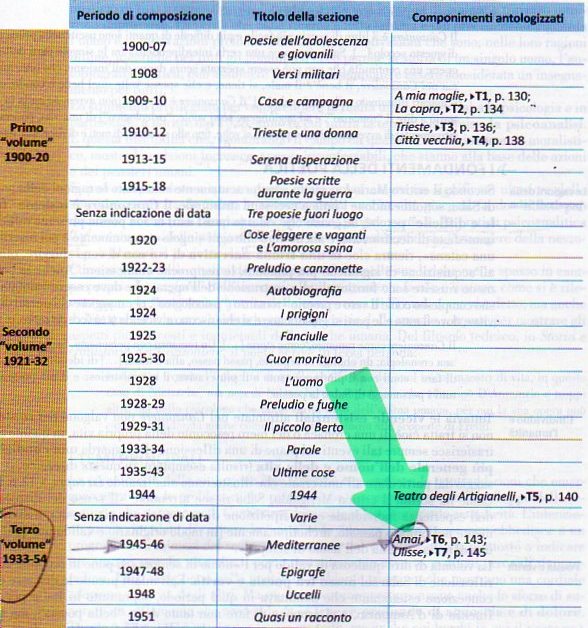 Periodo di composizione Titolo della sezione Componimenti antologizzati
1900-07 Poesie dell'adolescenza
e giovanili
1908 Versi militari
1909-10 Casa e campagna A mia moglie, ▸T1, p. 130;
La capra, ▸T2, p. 134
Primo
"volume"
1900-20
1910-12 Trieste e una donna Trieste, ▸T3, p. 136;
Città vecchia, ▸T4, p. 138
1913-15 Serena disperazione
1915-18 Poesie scritte
durante la guerra
Senza indicazione di data Tre poesie fuori luogo
1920 Cose leggere e vaganti
e L'amorosa spina
1922-23 Preludio e canzonette
1924 Autobiografia
1924 I prigioni
Secondo
"volume"
1921-32
1925 Fanciulle
1925-30 Cuor morituro
1928 L'uomo
1928-29 Preludio e fughe
1929-31 Il piccolo Berto
1933-34 Parole
1935-43 Ultime cose
1944 1944 Teatro degli Artigianelli, ▸T5, p. 140
Senza indicazione di data Varie
Terzo
"volume"
1933-54
1945-46 Mediterranee Amai, ▸T6, p. 143;
Ulisse, ▸T7, p. 145
1947-48 Epigrafe
1948 Uccelli
1951 Quasi un racconto